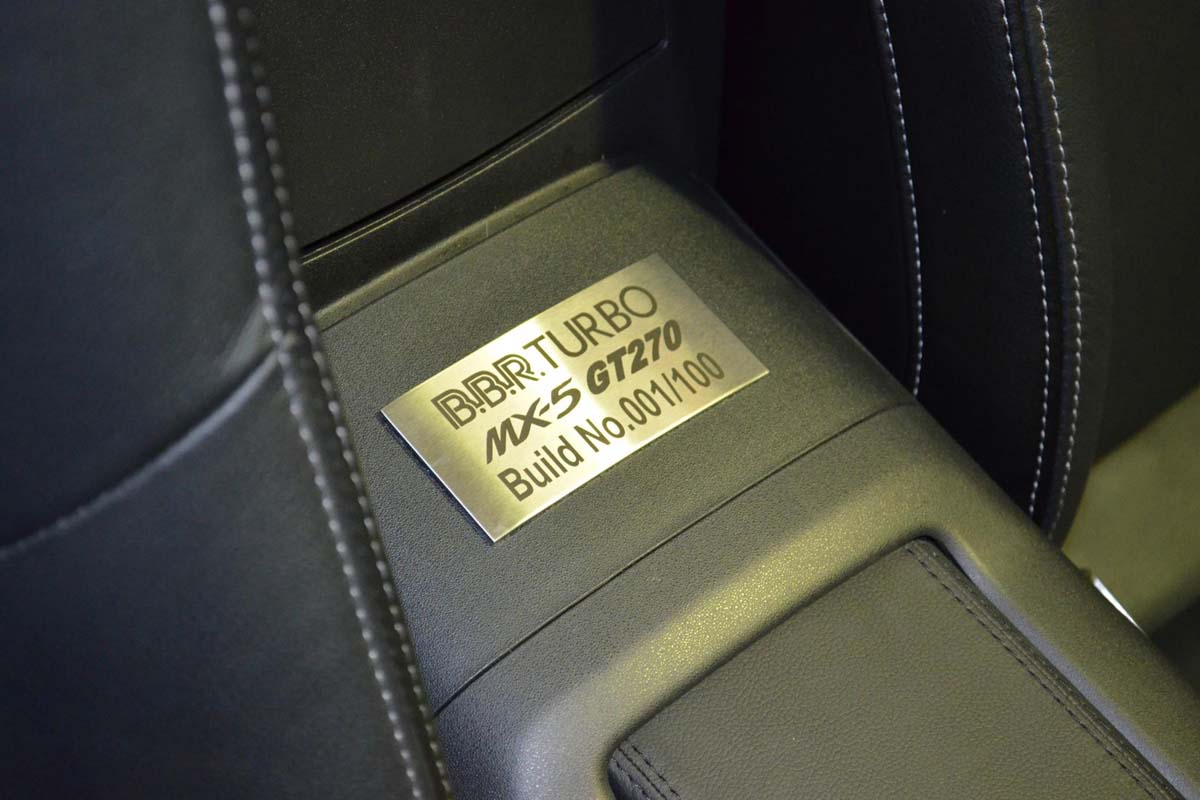 B.B.R. TURBO
MX-5 GT270
Build No.001/100